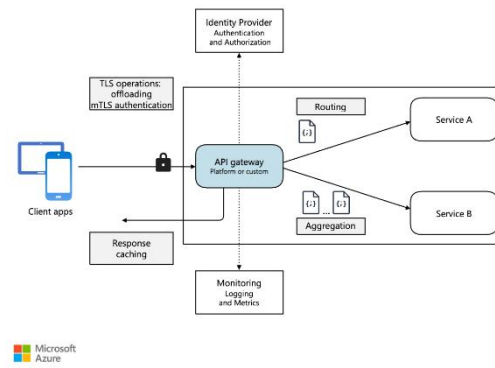 Identity Provider
Authentication
and Authorization
TLS operations:
offloading
mTLS authentication
Routing
{;}
Service A
API gateway
Platform or custom
Client apps
{;} ... {;}
Aggregation
Service B
Response
caching
Monitoring
Logging
and Metrics
Microsoft
Azure